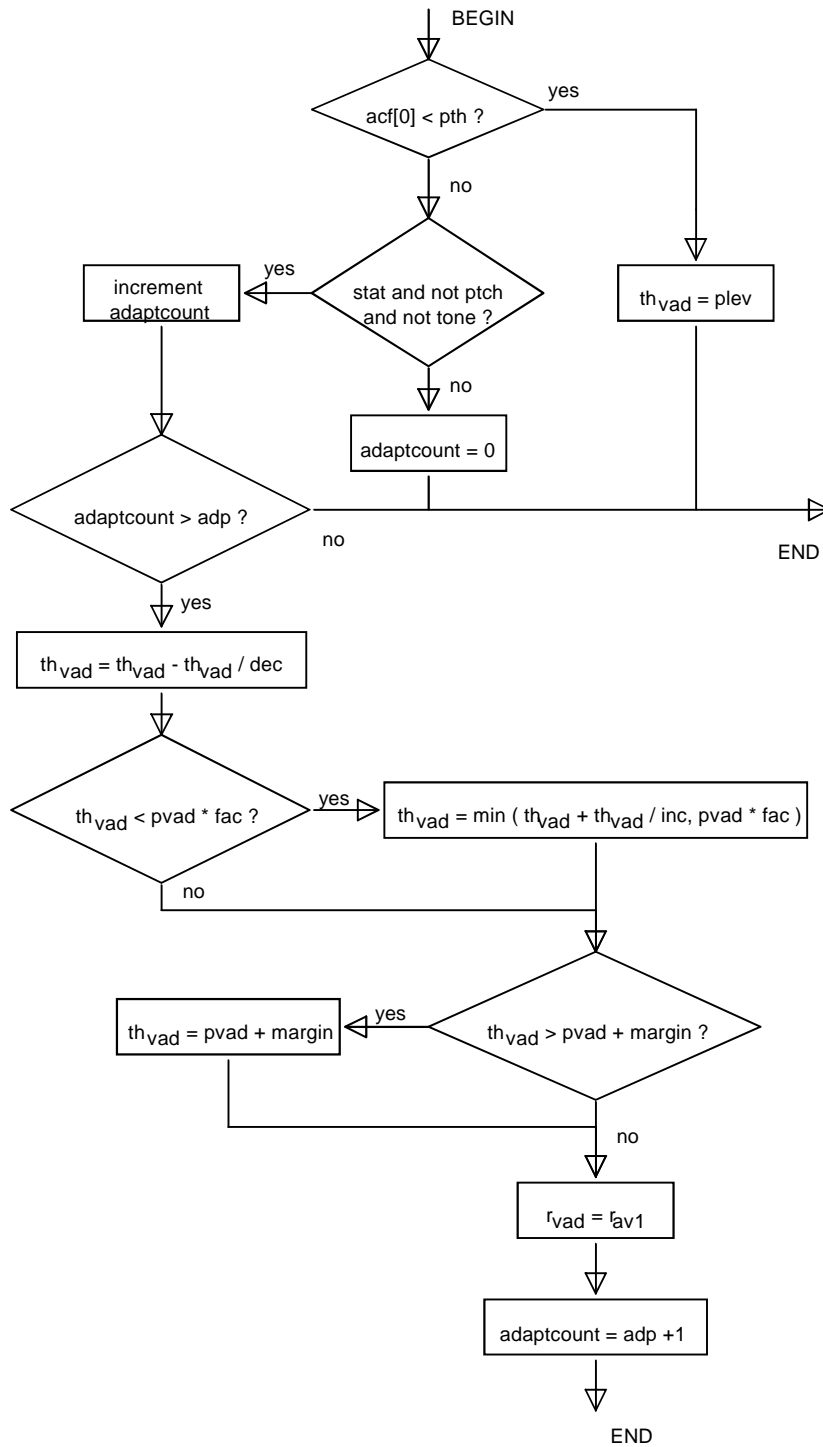 BEGIN
acf[0] < pth ?
yes
no
stat and not ptch
and not tone ?
yes
increment
adaptcount
th_vad = plev
no
adaptcount = 0
adaptcount > adp ?
no
END
yes
th_vad = th_vad - th_vad / dec
th_vad < pvad * fac ?
yes
th_vad = min ( th_vad + th_vad / inc, pvad * fac )
no
th_vad > pvad + margin ?
yes
th_vad = pvad + margin
no
r_vad = r_av1
adaptcount = adp +1
END